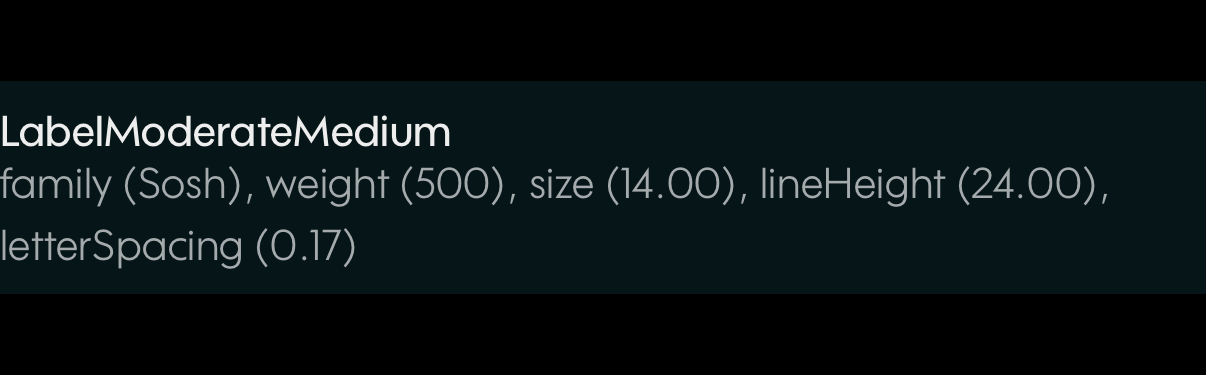 LabelModerateMedium
family (Sosh), weight (500), size (14.00), lineHeight (24.00),
letterSpacing (0.17)